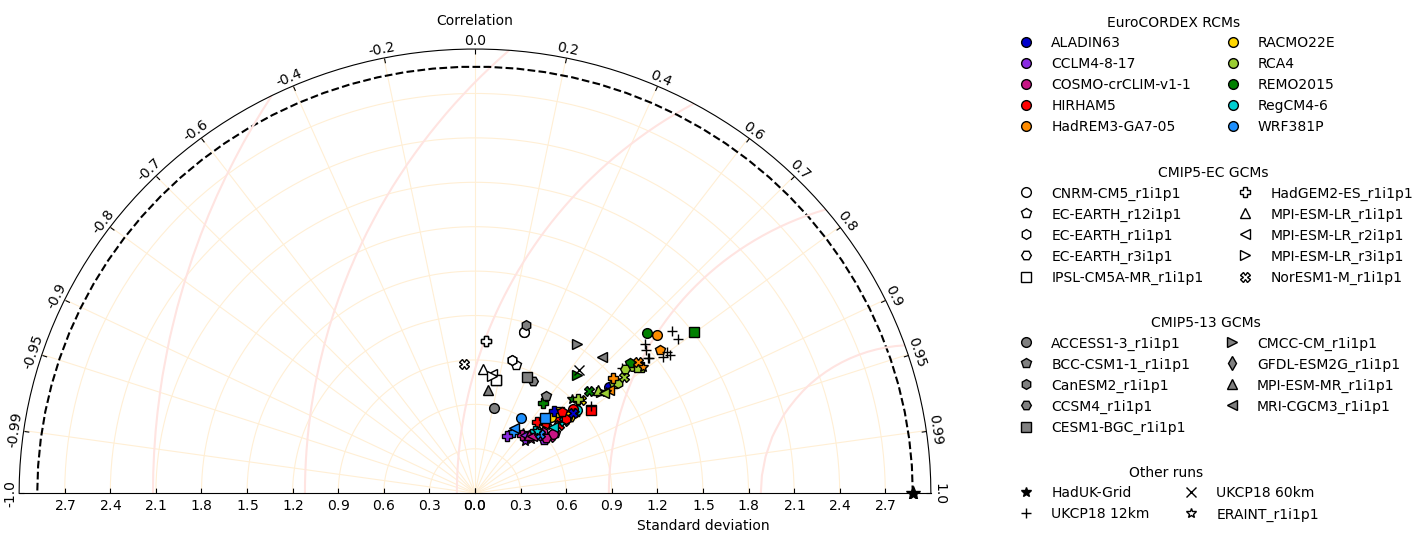 Correlation
-1.0
-0.99
-0.95
-0.9
-0.8
-0.7
-0.6
-0.4
-0.2
0.0
0.2
0.4
0.6
0.7
0.8
0.9
0.95
0.99
1.0
2.7 2.4 2.1 1.8 1.5 1.2 0.9 0.6 0.3 0.0 0.3 0.6 0.9 1.2 1.5 1.8 2.1 2.4 2.7
Standard deviation
EuroCORDEX RCMs
ALADIN63 RACMO22E
CCLM4-8-17 RCA4
COSMO-crCLIM-v1-1 REMO2015
HIRHAM5 RegCM4-6
HadREM3-GA7-05 WRF381P
CMIP5-EC GCMs
CNRM-CM5_r1i1p1 HadGEM2-ES_r1i1p1
EC-EARTH_r12i1p1 MPI-ESM-LR_r1i1p1
EC-EARTH_r1i1p1 MPI-ESM-LR_r2i1p1
EC-EARTH_r3i1p1 MPI-ESM-LR_r3i1p1
IPSL-CM5A-MR_r1i1p1 NorESM1-M_r1i1p1
CMIP5-13 GCMs
ACCESS1-3_r1i1p1 CMCC-CM_r1i1p1
BCC-CSM1-1_r1i1p1 GFDL-ESM2G_r1i1p1
CanESM2_r1i1p1 MPI-ESM-MR_r1i1p1
CCSM4_r1i1p1 MRI-CGCM3_r1i1p1
CESM1-BGC_r1i1p1
Other runs
HadUK-Grid UKCP18 60km
UKCP18 12km ERAINT_r1i1p1